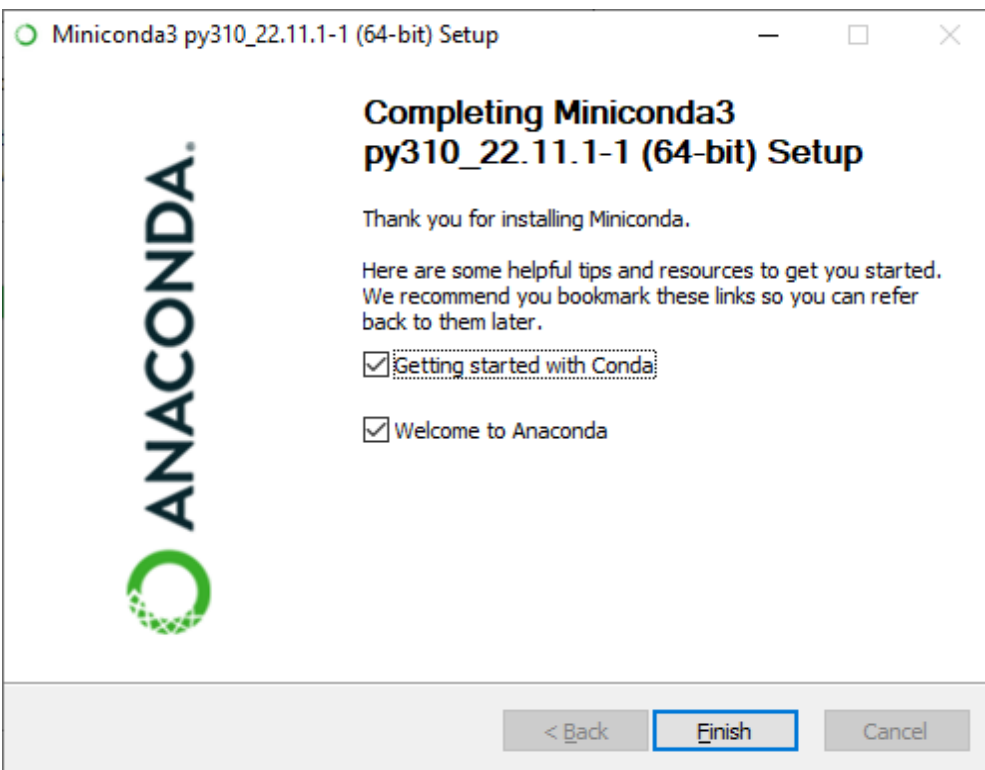 Miniconda3 py310_22.11.1-1 (64-bit) Setup
ANACONDA.
Completing Miniconda3
py310_22.11.1-1 (64-bit) Setup
Thank you for installing Miniconda.
Here are some helpful tips and resources to get you started.
We recommend you bookmark these links so you can refer
back to them later.
Getting started with Conda
Welcome to Anaconda
< Back
Finish
Cancel